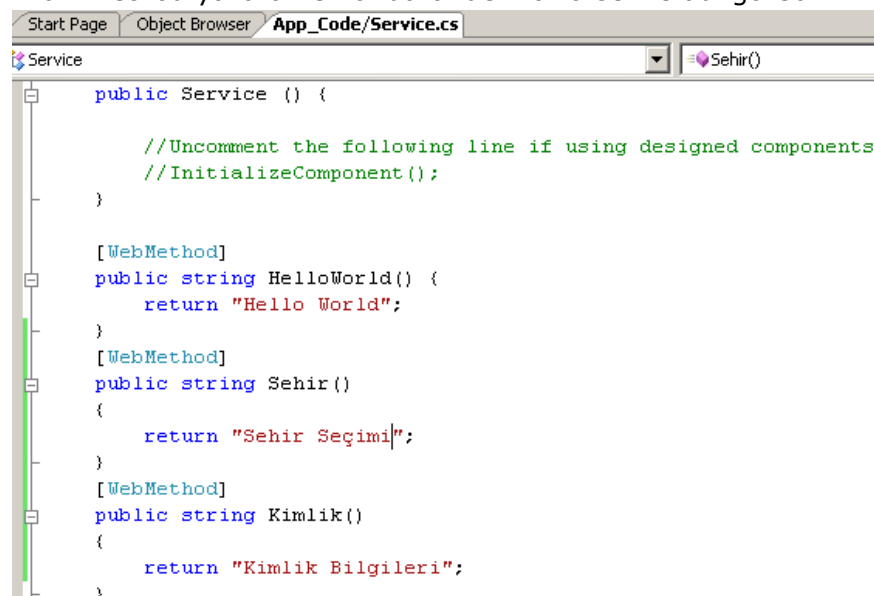 Start Page Object Browser App_Code/Service.cs
Service Sehir()
public Service () {
//Uncomment the following line if using designed components
//InitializeComponent();
}
[WebMethod]
public string HelloWorld() {
return "Hello World";
}
[WebMethod]
public string Sehir()
{
return "Sehir Seçimi";
}
[WebMethod]
public string Kimlik()
{
return "Kimlik Bilgileri";
}